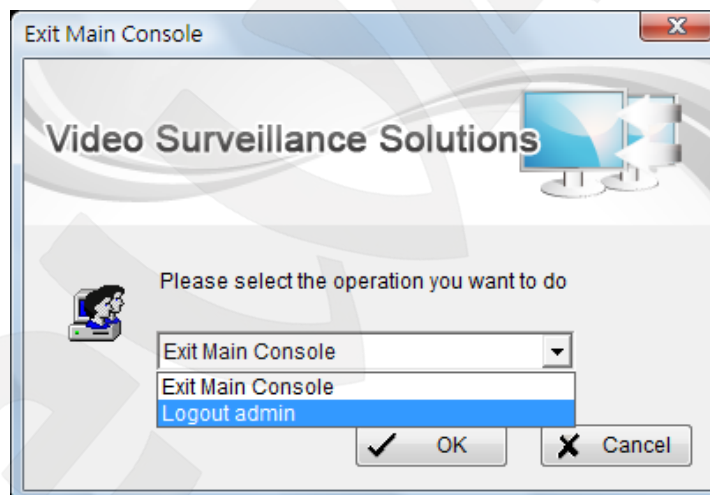 Exit Main Console
Video Surveillance Solutions
Please select the operation you want to do
Exit Main Console
Exit Main Console
Logout admin
OK
Cancel